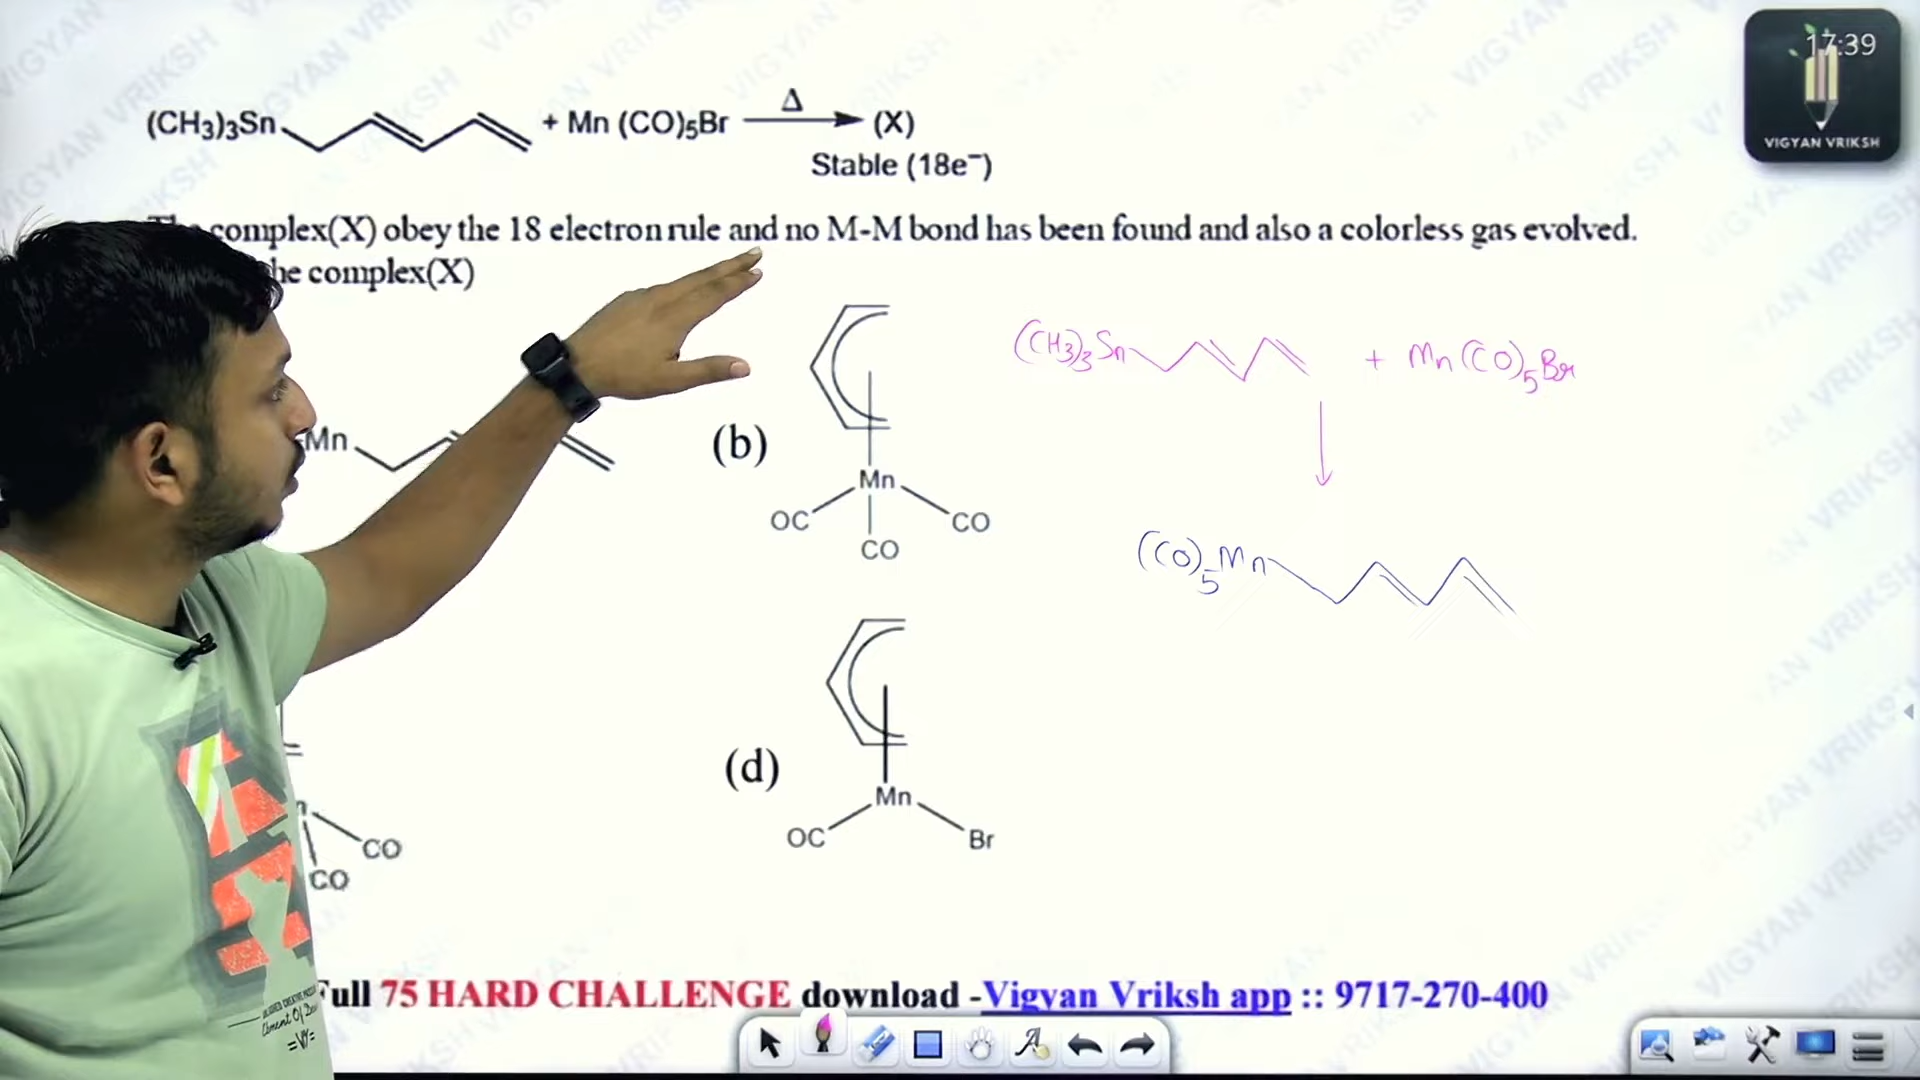 17:39
VIGYAN VRIKSH
(CH3)3Sn + Mn (CO)5Br Δ (X)
Stable (18e⁻)
complex(X) obey the 18 electron rule and no M-M bond has been found and also a colorless gas evolved.
he complex(X)
(CH3)3Sn + Mn(CO)5Br
Mn
(b)
Mn
OC CO
CO
(CO)5Mn
(d)
Mn
OC Br
CO
CO
Full 75 HARD CHALLENGE download -Vigyan Vriksh app :: 9717-270-400